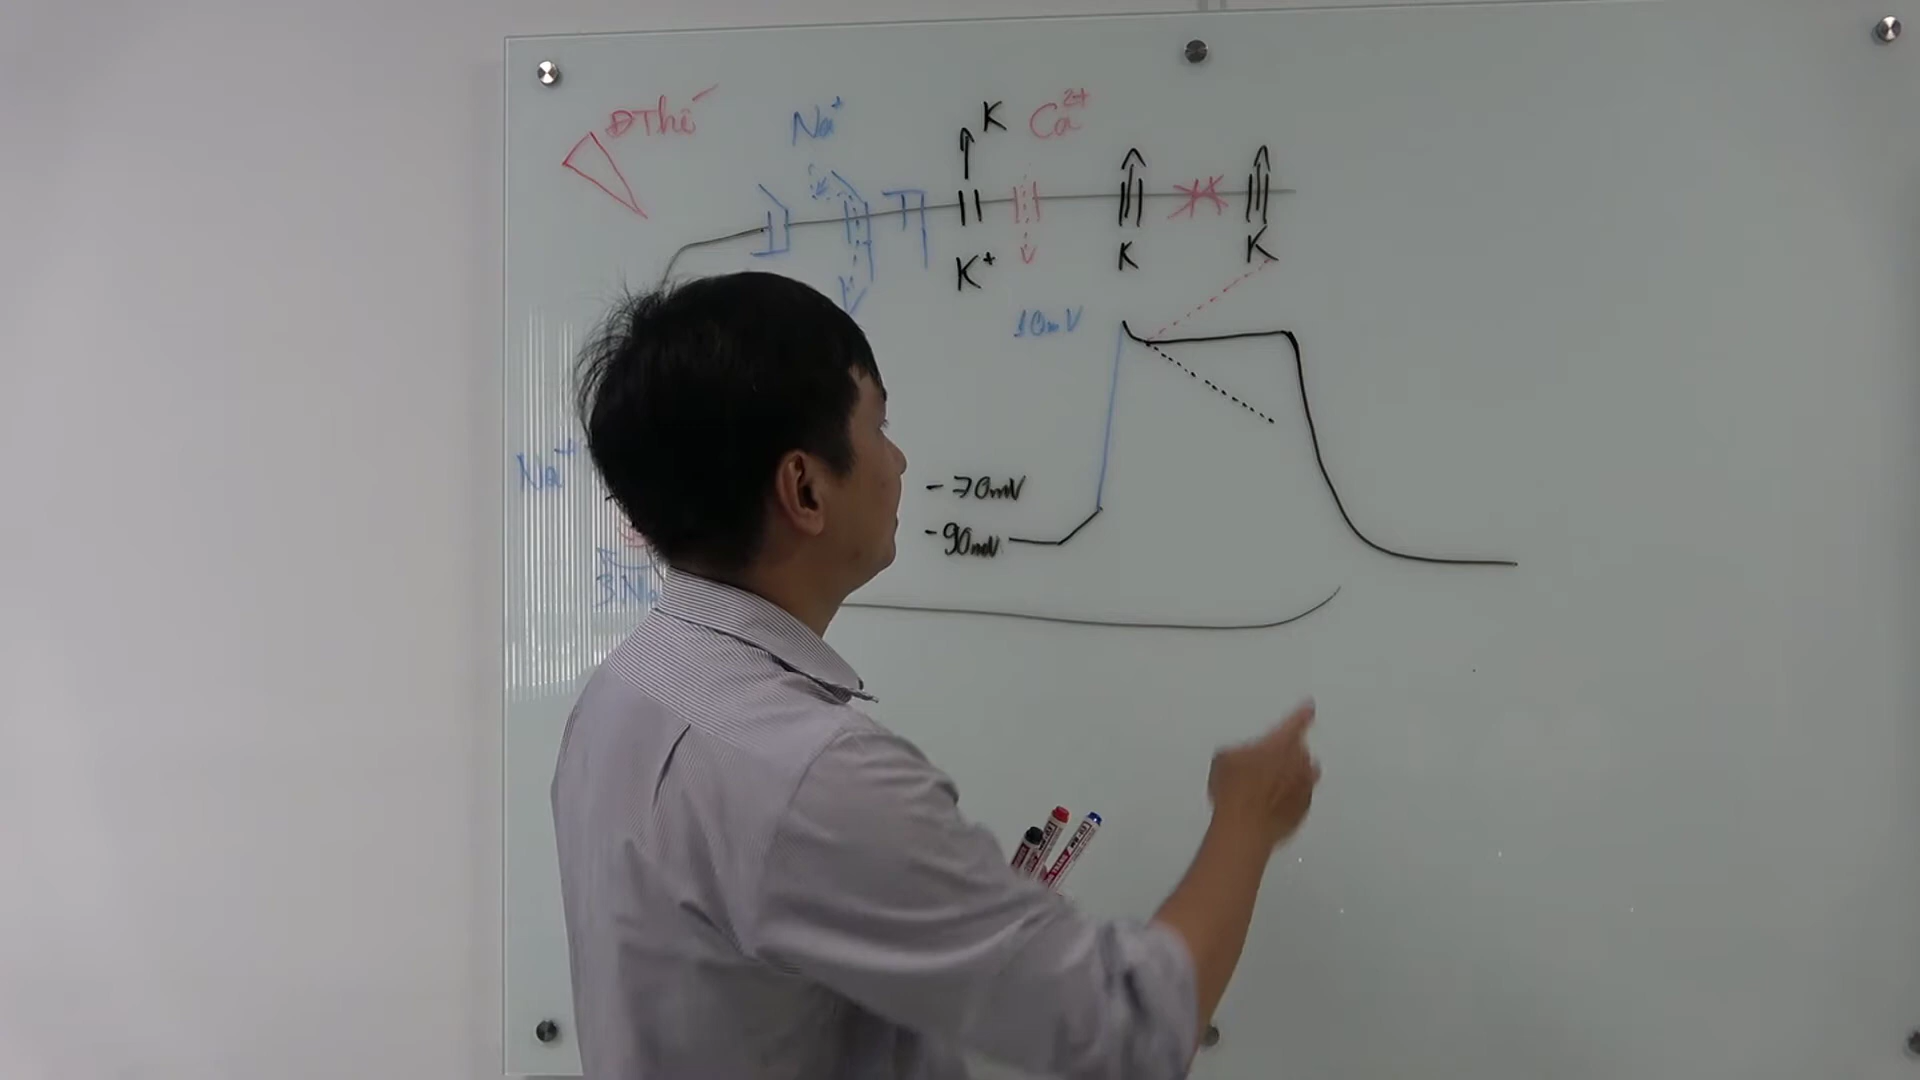 ĐThế
Na⁺
K
Ca²⁺
K⁺
K
K
10mV
Na⁺
-70mV
-90mV
3Na